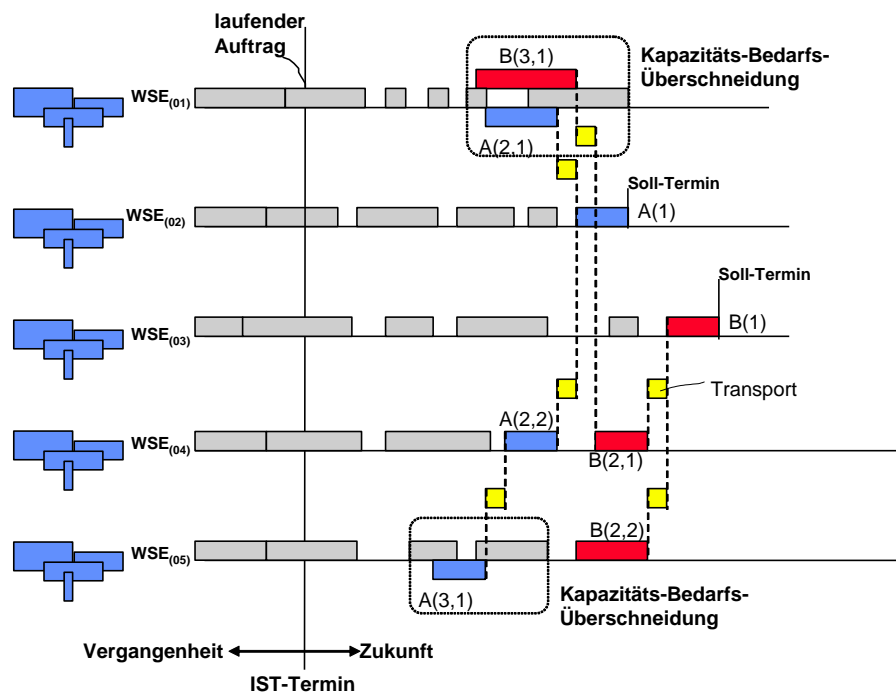 laufender
Auftrag
B(3,1)
Kapazitäts-Bedarfs-
Überschneidung
WSE(01)
A(2,1)
Soll-Termin
WSE(02)
A(1)
Soll-Termin
WSE(03)
B(1)
Transport
A(2,2)
WSE(04)
B(2,1)
B(2,2)
WSE(05)
A(3,1)
Kapazitäts-Bedarfs-
Überschneidung
Vergangenheit
Zukunft
IST-Termin